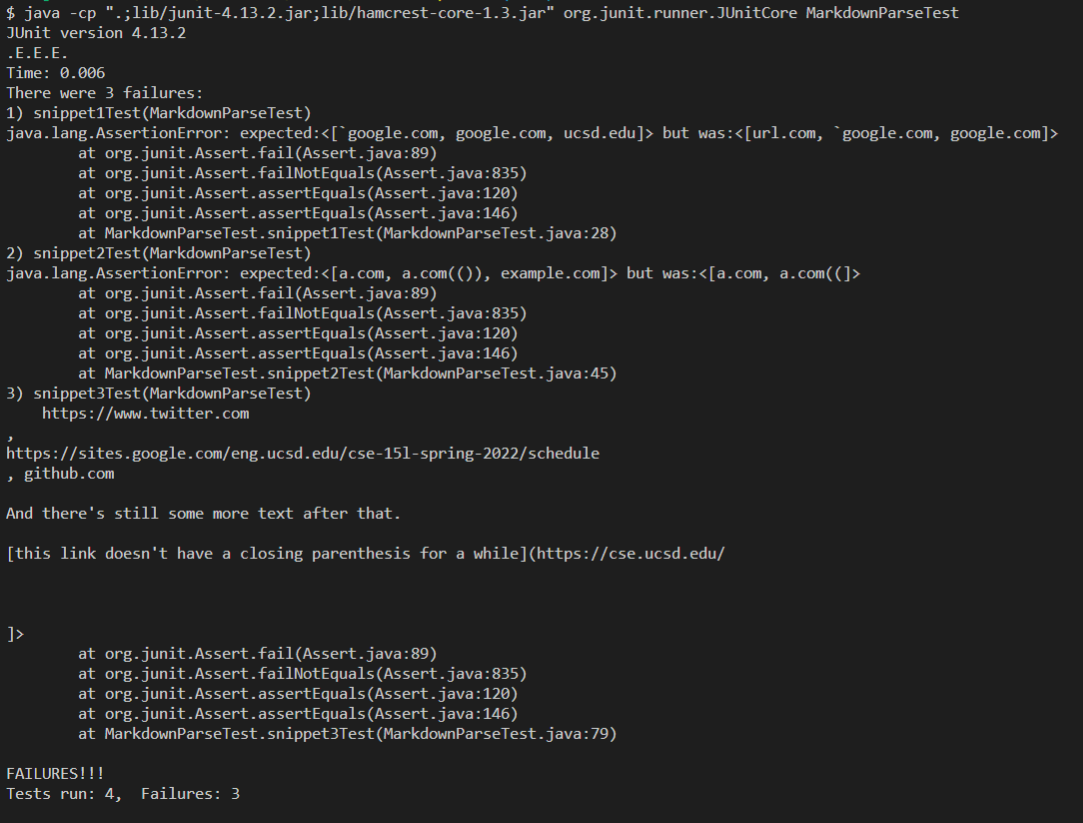 $ java -cp ".;lib/junit-4.13.2.jar;lib/hamcrest-core-1.3.jar" org.junit.runner.JUnitCore MarkdownParseTest
JUnit version 4.13.2
.E.E.E.
Time: 0.006
There were 3 failures:
1) snippet1Test(MarkdownParseTest)
java.lang.AssertionError: expected:<[`google.com, google.com, ucsd.edu]> but was:<[url.com, `google.com, google.com]>
        at org.junit.Assert.fail(Assert.java:89)
        at org.junit.Assert.failNotEquals(Assert.java:835)
        at org.junit.Assert.assertEquals(Assert.java:120)
        at org.junit.Assert.assertEquals(Assert.java:146)
        at MarkdownParseTest.snippet1Test(MarkdownParseTest.java:28)
2) snippet2Test(MarkdownParseTest)
java.lang.AssertionError: expected:<[a.com, a.com(()), example.com]> but was:<[a.com, a.com((]>
        at org.junit.Assert.fail(Assert.java:89)
        at org.junit.Assert.failNotEquals(Assert.java:835)
        at org.junit.Assert.assertEquals(Assert.java:120)
        at org.junit.Assert.assertEquals(Assert.java:146)
        at MarkdownParseTest.snippet2Test(MarkdownParseTest.java:45)
3) snippet3Test(MarkdownParseTest)
    https://www.twitter.com
,
https://sites.google.com/eng.ucsd.edu/cse-15l-spring-2022/schedule
, github.com

And there's still some more text after that.

[this link doesn't have a closing parenthesis for a while](https://cse.ucsd.edu/

]>
        at org.junit.Assert.fail(Assert.java:89)
        at org.junit.Assert.failNotEquals(Assert.java:835)
        at org.junit.Assert.assertEquals(Assert.java:120)
        at org.junit.Assert.assertEquals(Assert.java:146)
        at MarkdownParseTest.snippet3Test(MarkdownParseTest.java:79)

FAILURES!!!
Tests run: 4,  Failures: 3